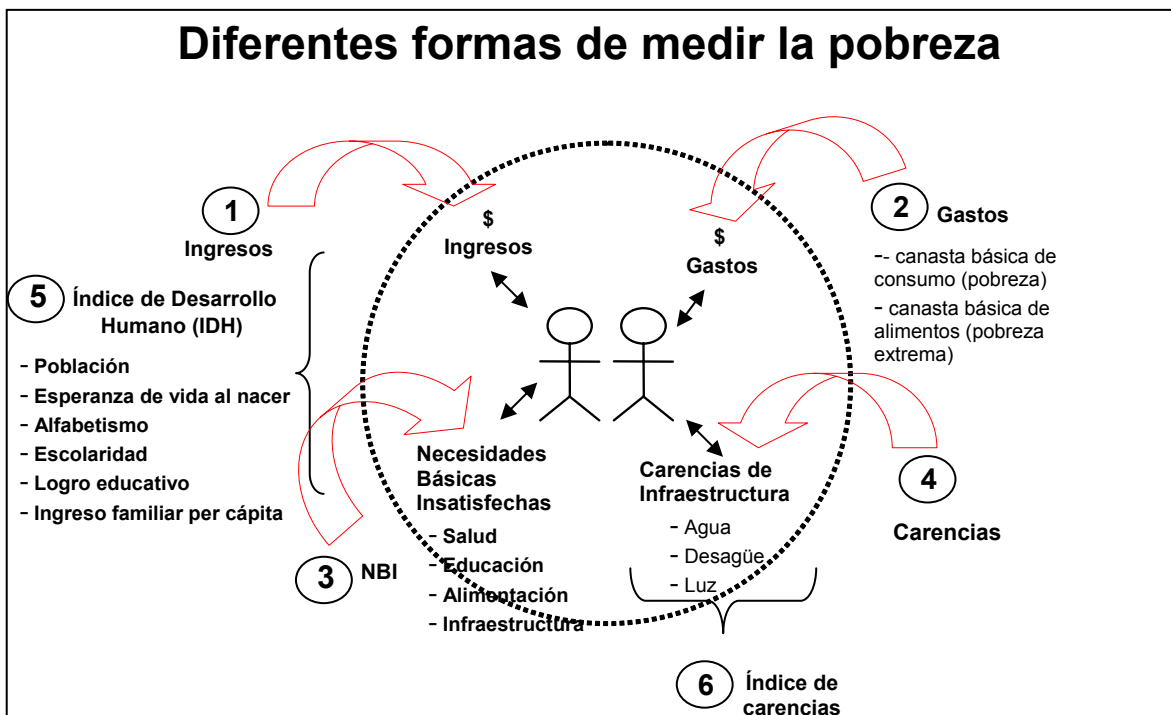 Diferentes formas de medir la pobreza
1
Ingresos
$
Ingresos
$
Gastos
2 Gastos
-- canasta básica de
consumo (pobreza)
- canasta básica de
alimentos (pobreza
extrema)
5 Índice de Desarrollo
Humano (IDH)
- Población
- Esperanza de vida al nacer
- Alfabetismo
- Escolaridad
- Logro educativo
- Ingreso familiar per cápita
3 NBI
Necesidades
Básicas
Insatisfechas
- Salud
- Educación
- Alimentación
- Infraestructura
Carencias de
Infraestructura
- Agua
- Desagüe
- Luz
4
Carencias
6 Índice de
carencias